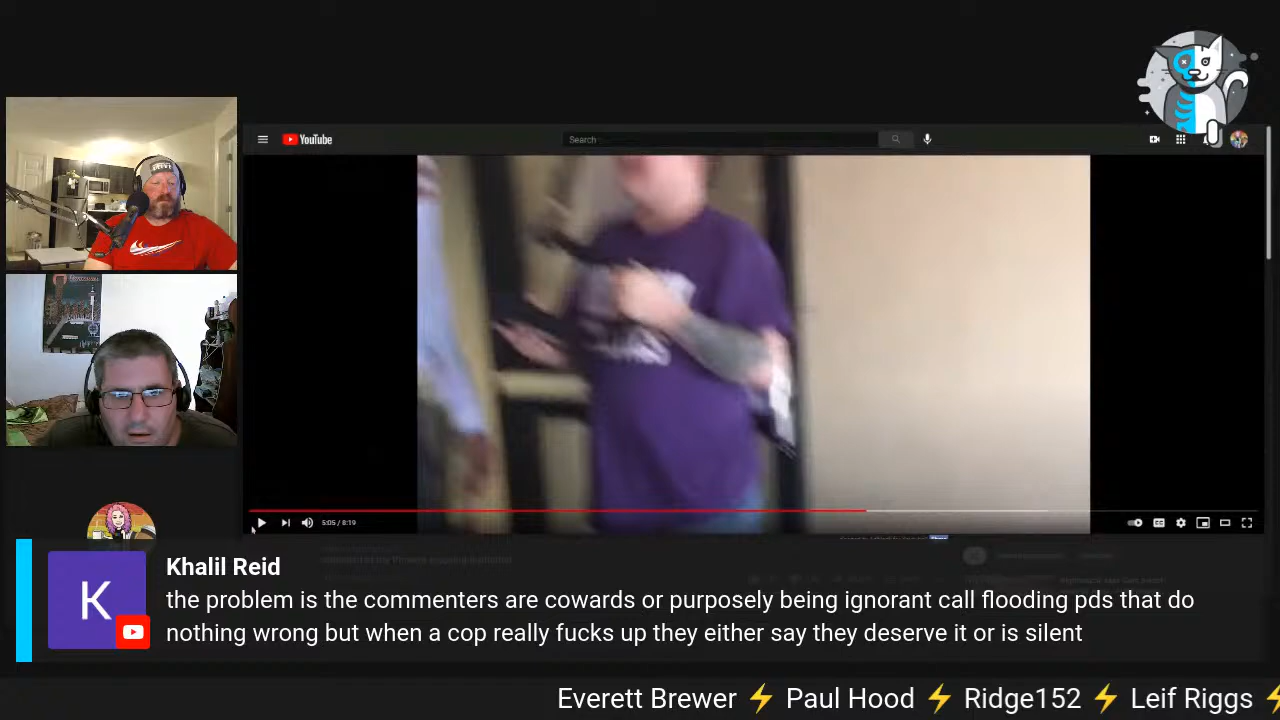 YouTube
Search
5:05 / 8:19
K
Khalil Reid
the problem is the commenters are cowards or purposely being ignorant call flooding pds that do
nothing wrong but when a cop really fucks up they either say they deserve it or is silent
Everett Brewer ⚡ Paul Hood ⚡ Ridge152 ⚡ Leif Riggs ⚡